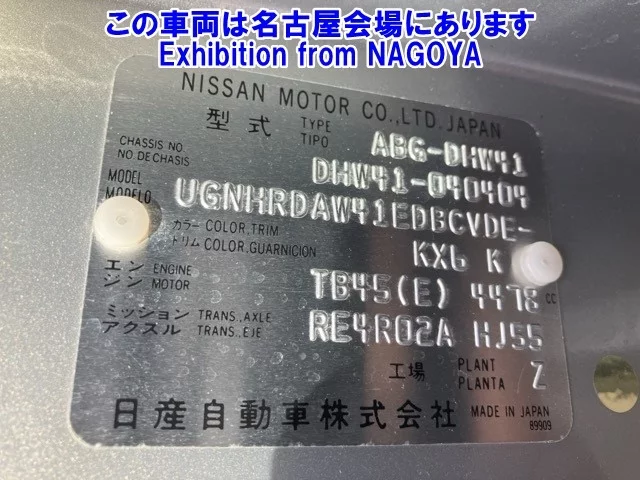 この車両は名古屋会場にあります
Exhibition from NAGOYA
NISSAN MOTOR CO.,LTD.JAPAN
型式 TYPE TIPO ABG-DHW41
CHASSIS NO. NO DE CHASIS DHW41-040404
MODEL MODELO UGNHRDAW41EDBCVDE-
カラー COLOR,TRIM
トリム COLOR,GUARNICION KX6 K
エンジン ENGINE MOTOR TB45(E) 4478 cc
ミッション TRANS.,AXLE
アクスル TRANS.,EJE RE4R02A HJ55
工場 PLANT PLANTA Z
日産自動車株式会社 MADE IN JAPAN
89909